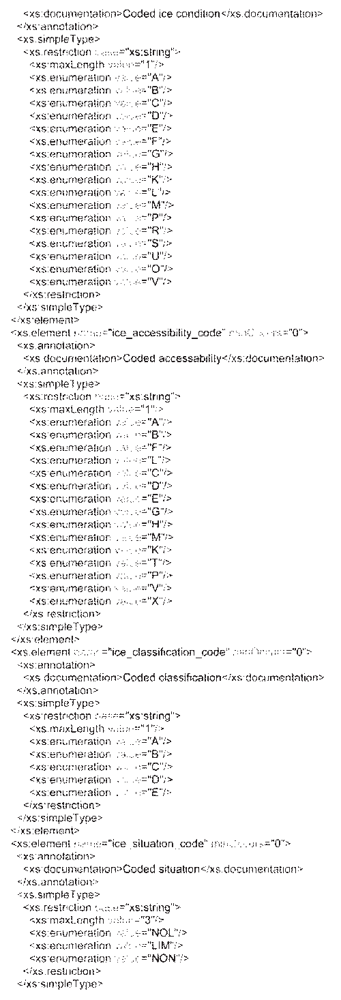 <xs:documentation>Coded ice condition</xs:documentation>
</xs:annotation>
<xs:simpleType>
<xs:restriction base="xs:string">
<xs:maxLength value="1"/>
<xs:enumeration value="A"/>
<xs:enumeration value="B"/>
<xs:enumeration value="C"/>
<xs:enumeration value="D"/>
<xs:enumeration value="E"/>
<xs:enumeration value="F"/>
<xs:enumeration value="G"/>
<xs:enumeration value="H"/>
<xs:enumeration value="K"/>
<xs:enumeration value="L"/>
<xs:enumeration value="M"/>
<xs:enumeration value="P"/>
<xs:enumeration value="R"/>
<xs:enumeration value="S"/>
<xs:enumeration value="U"/>
<xs:enumeration value="O"/>
<xs:enumeration value="V"/>
</xs:restriction>
</xs:simpleType>
</xs:element>
<xs:element name="ice_accessibility_code" minOccurs="0">
<xs:annotation>
<xs:documentation>Coded accessability</xs:documentation>
</xs:annotation>
<xs:simpleType>
<xs:restriction base="xs:string">
<xs:maxLength value="1"/>
<xs:enumeration value="A"/>
<xs:enumeration value="B"/>
<xs:enumeration value="F"/>
<xs:enumeration value="L"/>
<xs:enumeration value="C"/>
<xs:enumeration value="D"/>
<xs:enumeration value="E"/>
<xs:enumeration value="G"/>
<xs:enumeration value="H"/>
<xs:enumeration value="M"/>
<xs:enumeration value="K"/>
<xs:enumeration value="T"/>
<xs:enumeration value="P"/>
<xs:enumeration value="V"/>
<xs:enumeration value="X"/>
</xs:restriction>
</xs:simpleType>
</xs:element>
<xs:element name="ice_classification_code" minOccurs="0">
<xs:annotation>
<xs:documentation>Coded classification</xs:documentation>
</xs:annotation>
<xs:simpleType>
<xs:restriction base="xs:string">
<xs:maxLength value="1"/>
<xs:enumeration value="A"/>
<xs:enumeration value="B"/>
<xs:enumeration value="C"/>
<xs:enumeration value="D"/>
<xs:enumeration value="E"/>
</xs:restriction>
</xs:simpleType>
</xs:element>
<xs:element name="ice_situation_code" minOccurs="0">
<xs:annotation>
<xs:documentation>Coded situation</xs:documentation>
</xs:annotation>
<xs:simpleType>
<xs:restriction base="xs:string">
<xs:maxLength value="3"/>
<xs:enumeration value="NOL"/>
<xs:enumeration value="LIM"/>
<xs:enumeration value="NON"/>
</xs:restriction>
</xs:simpleType>